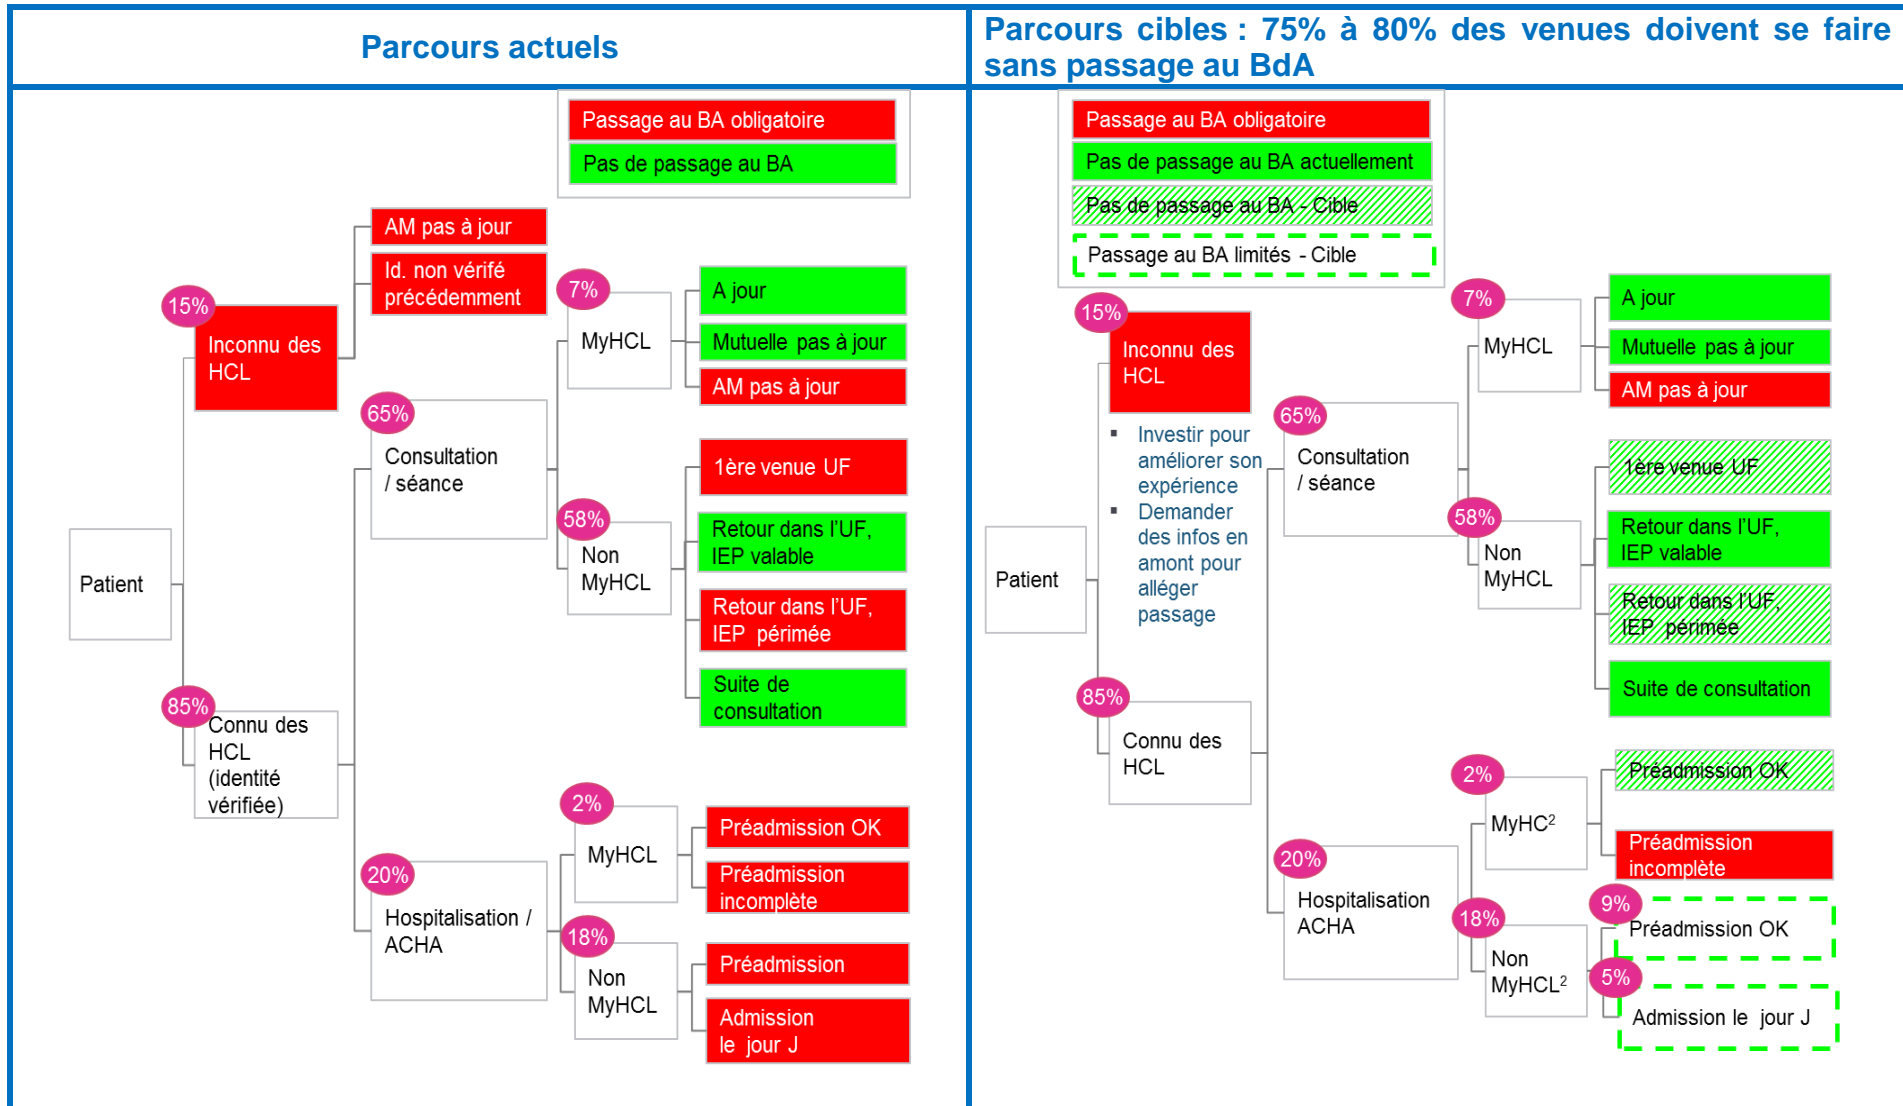 Parcours actuels
Passage au BA obligatoire
Pas de passage au BA
AM pas à jour
Id. non vérifé
précédemment
15%
Inconnu des
HCL
7%
MyHCL
A jour
Mutuelle pas à jour
AM pas à jour
65%
Consultation
/ séance
1ère venue UF
58%
Non
MyHCL
Retour dans l'UF,
IEP valable
Retour dans l'UF,
IEP périmée
Suite de
consultation
Patient
85%
Connu des
HCL
(identité
vérifiée)
2%
MyHCL
Préadmission OK
Préadmission
incomplète
20%
Hospitalisation /
ACHA
18%
Non
MyHCL
Préadmission
Admission
le jour J
Parcours cibles : 75% à 80% des venues doivent se faire
sans passage au BdA
Passage au BA obligatoire
Pas de passage au BA actuellement
Pas de passage au BA - Cible
Passage au BA limités - Cible
15%
Inconnu des
HCL
▪ Investir pour
améliorer son
expérience
▪ Demander
des infos en
amont pour
alléger
passage
7%
MyHCL
A jour
Mutuelle pas à jour
AM pas à jour
65%
Consultation
/ séance
1ère venue UF
58%
Non
MyHCL
Retour dans l'UF,
IEP valable
Retour dans l'UF,
IEP périmée
Suite de consultation
Patient
85%
Connu des
HCL
2%
MyHC²
Préadmission OK
Préadmission
incomplète
20%
Hospitalisation
ACHA
18%
Non
MyHCL²
9%
Préadmission OK
5%
Admission le jour J